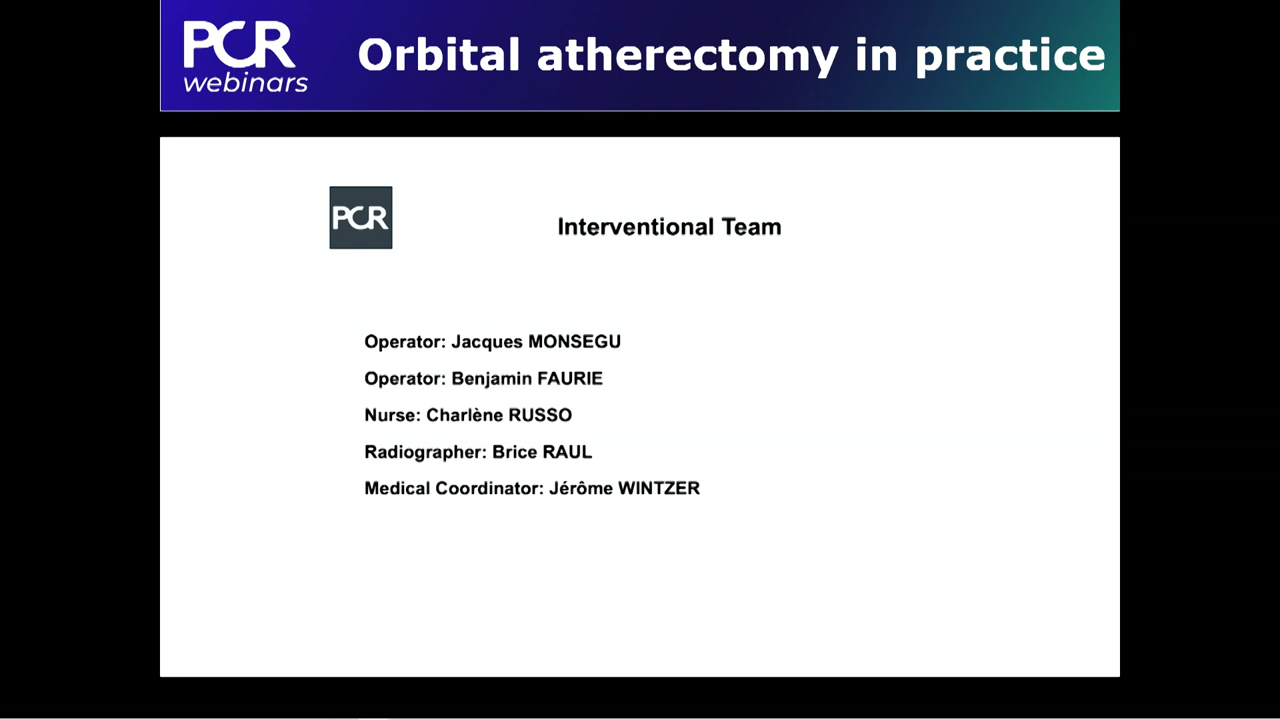 PCR
webinars
Orbital atherectomy in practice
PCR
Interventional Team
Operator: Jacques MONSEGU
Operator: Benjamin FAURIE
Nurse: Charlène RUSSO
Radiographer: Brice RAUL
Medical Coordinator: Jérôme WINTZER